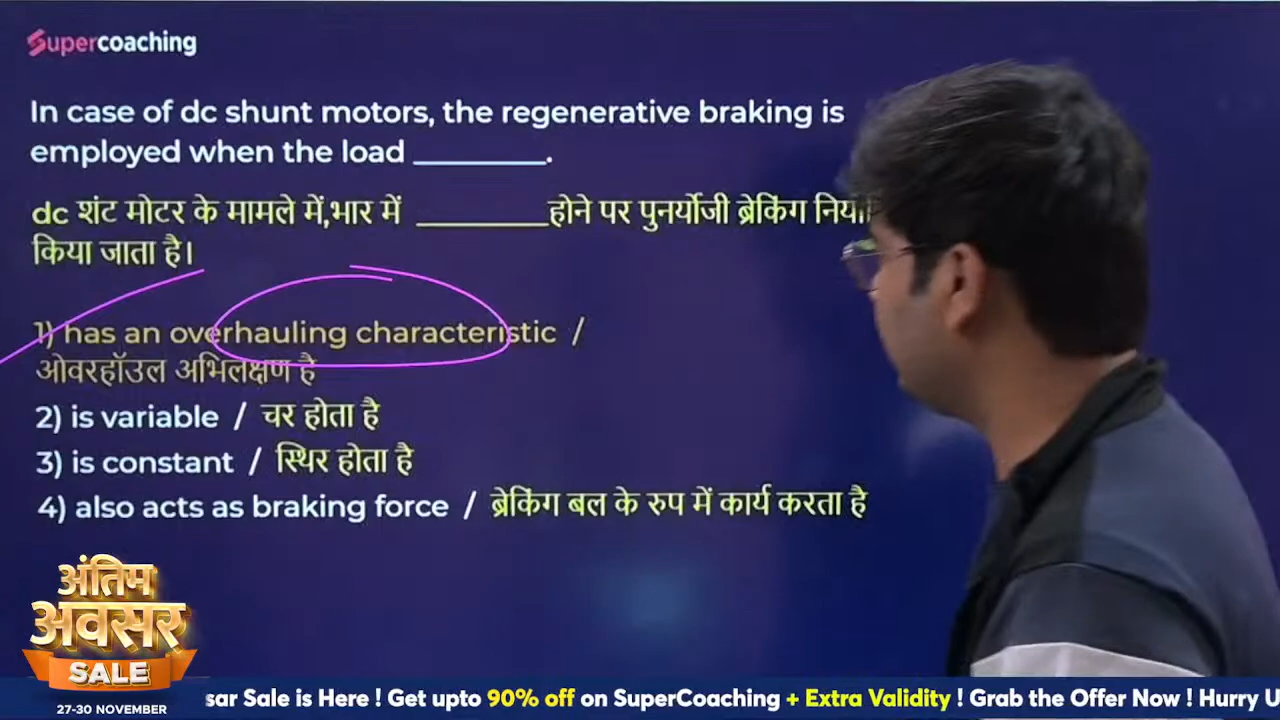 Supercoaching
In case of dc shunt motors, the regenerative braking is
employed when the load ________.
dc शंट मोटर के मामले में,भार में ________होने पर पुनर्योजी ब्रेकिंग
किया जाता है।
1) has an overhauling characteristic /
ओवरहॉउल अभिलक्षण है
2) is variable / चर होता है
3) is constant / स्थिर होता है
4) also acts as braking force / ब्रेकिंग बल के रुप में कार्य करता है
अंतिम
अवसर
SALE
27-30 NOVEMBER
sar Sale is Here ! Get upto 90% off on SuperCoaching + Extra Validity ! Grab the Offer Now ! Hurry U